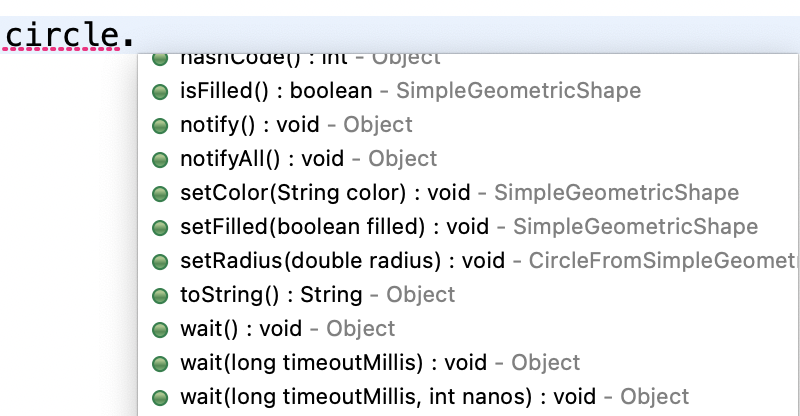 circle.
hashCode() : int - Object
isFilled() : boolean - SimpleGeometricShape
notify() : void - Object
notifyAll() : void - Object
setColor(String color) : void - SimpleGeometricShape
setFilled(boolean filled) : void - SimpleGeometricShape
setRadius(double radius) : void - CircleFromSimpleGeomet
toString() : String - Object
wait() : void - Object
wait(long timeoutMillis) : void - Object
wait(long timeoutMillis, int nanos) : void - Object